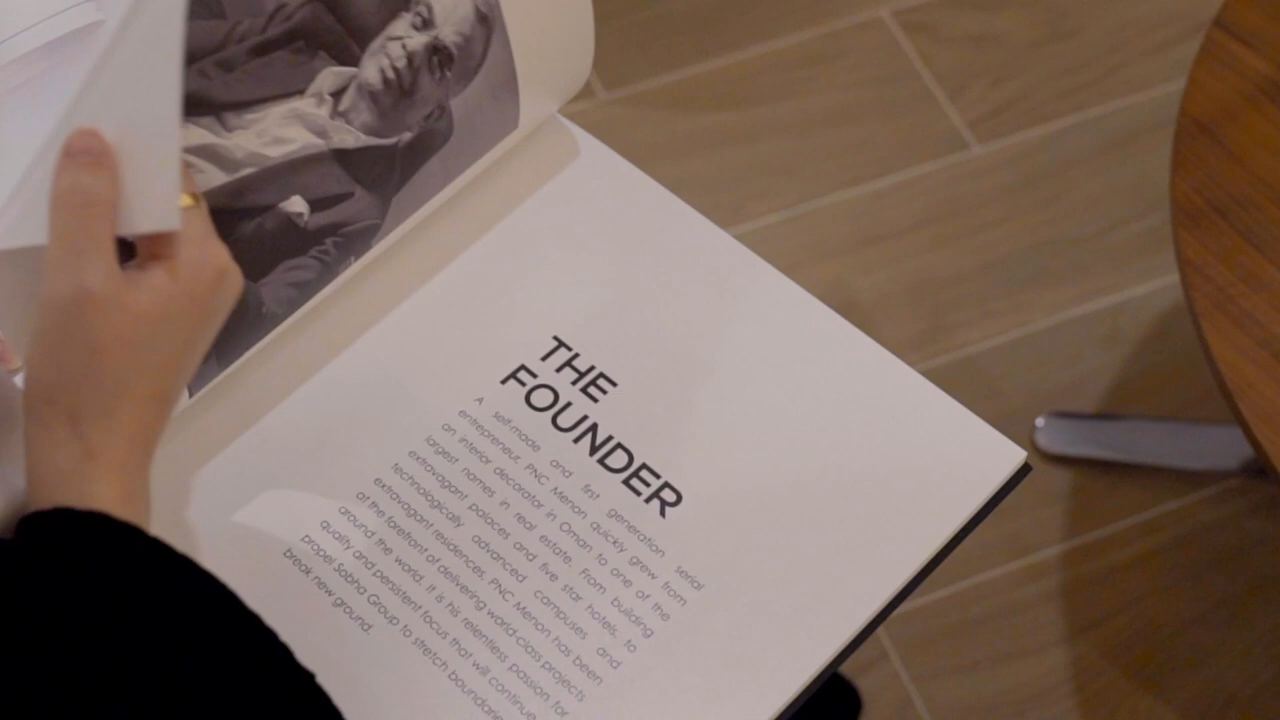 THE
FOUNDER
A self-made and first generation serial
entrepreneur, PNC Menon quickly grew from
an interior decorator in Oman to one of the
largest names in real estate. From building
extravagant palaces and five star hotels, to
technologically advanced campuses and
extravagant residences, PNC Menon has been
at the forefront of delivering world-class projects
around the world. It is his relentless passion for
quality and persistent focus that will continue
propel Sobha Group to stretch boundarie
break new ground.